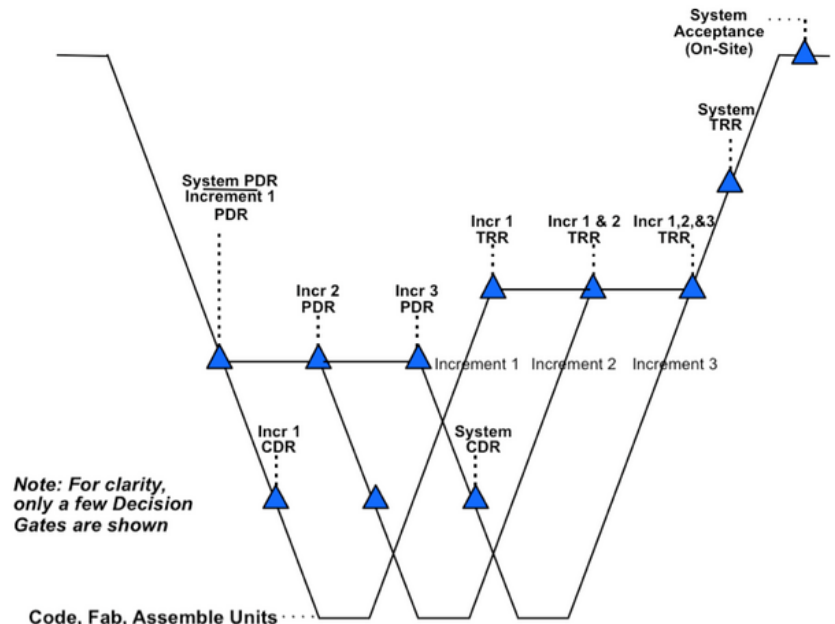 System
Acceptance
(On-Site)
System
TRR
System PDR
Increment 1
PDR
Incr 1
TRR
Incr 1 & 2
TRR
Incr 1,2,&3
TRR
Incr 2
PDR
Incr 3
PDR
Increment 1
Increment 2
Increment 3
Incr 1
CDR
System
CDR
Note: For clarity,
only a few Decision
Gates are shown
Code, Fab, Assemble Units